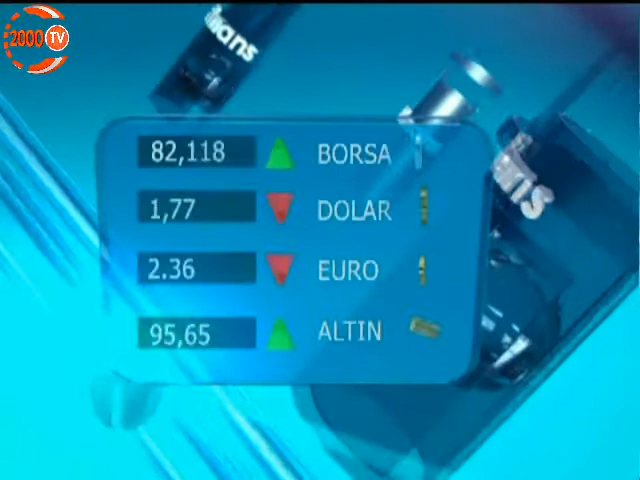 2000 TV
82,118 BORSA
1,77 DOLAR
2.36 EURO
95,65 ALTIN